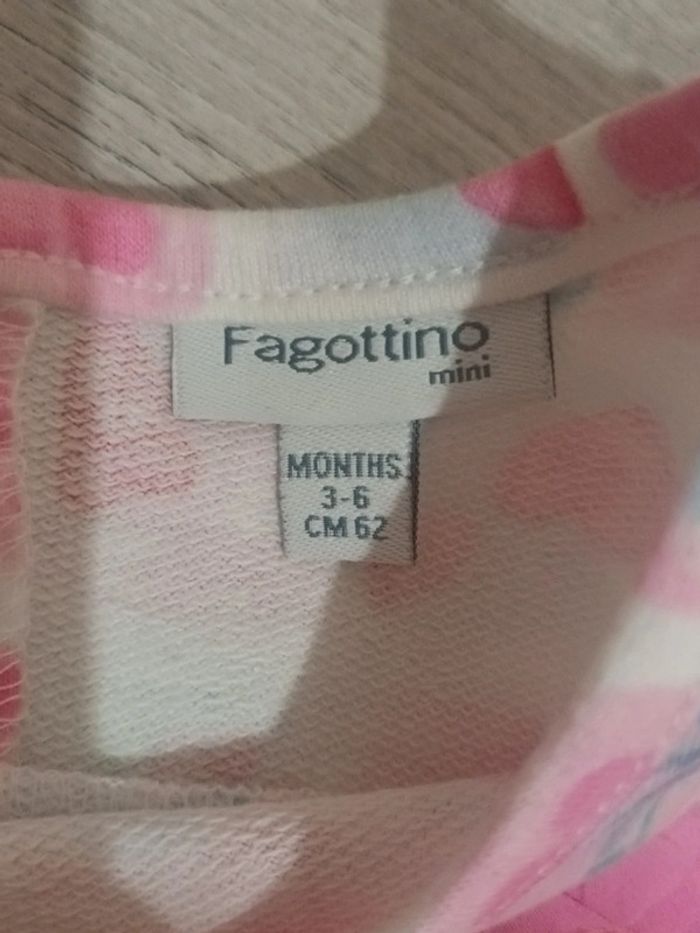 Fagottino
mini
MONTHS
3-6
CM 62